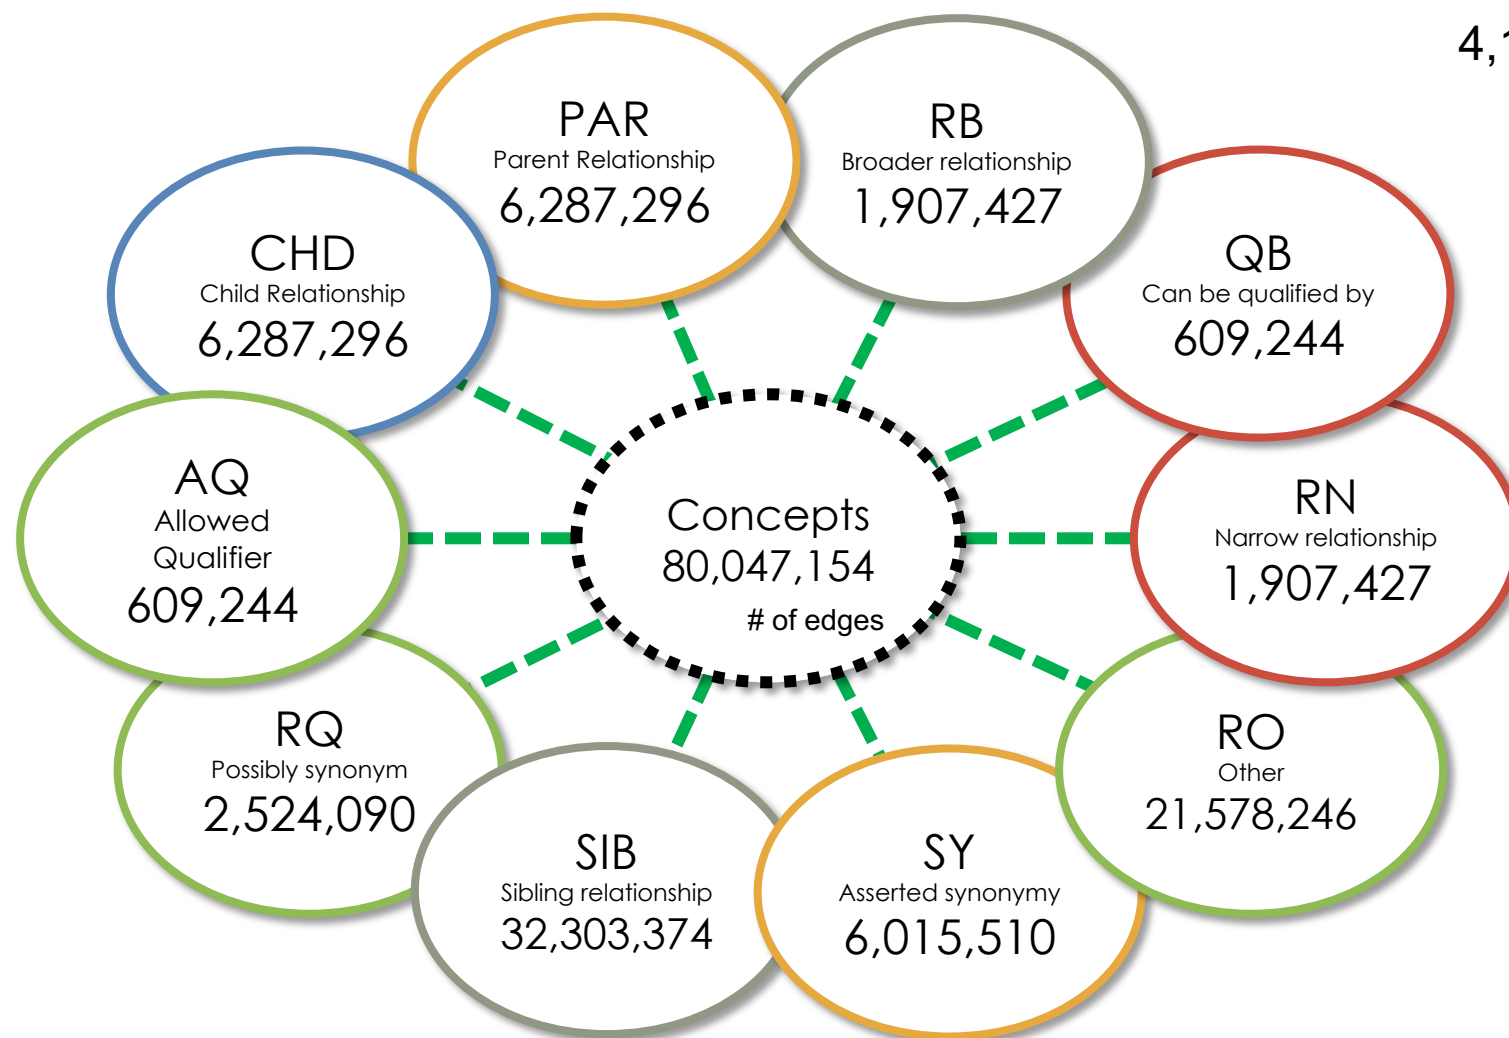 4,1
PAR
Parent Relationship
6,287,296
RB
Broader relationship
1,907,427
CHD
Child Relationship
6,287,296
QB
Can be qualified by
609,244
AQ
Allowed
Qualifier
609,244
Concepts
80,047,154
# of edges
RN
Narrow relationship
1,907,427
RQ
Possibly synonym
2,524,090
RO
Other
21,578,246
SIB
Sibling relationship
32,303,374
SY
Asserted synonymy
6,015,510